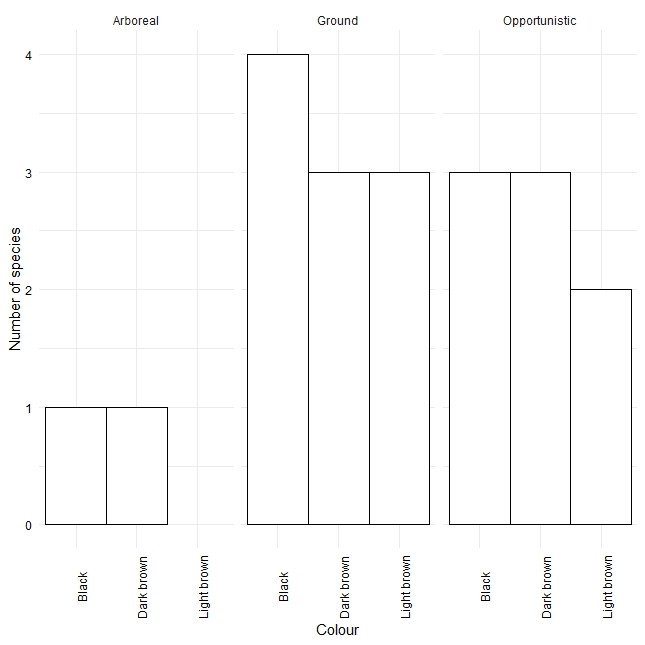 Arboreal
Ground
Opportunistic
Number of species
4
3
2
1
0
Black
Dark brown
Light brown
Black
Dark brown
Light brown
Black
Dark brown
Light brown
Colour